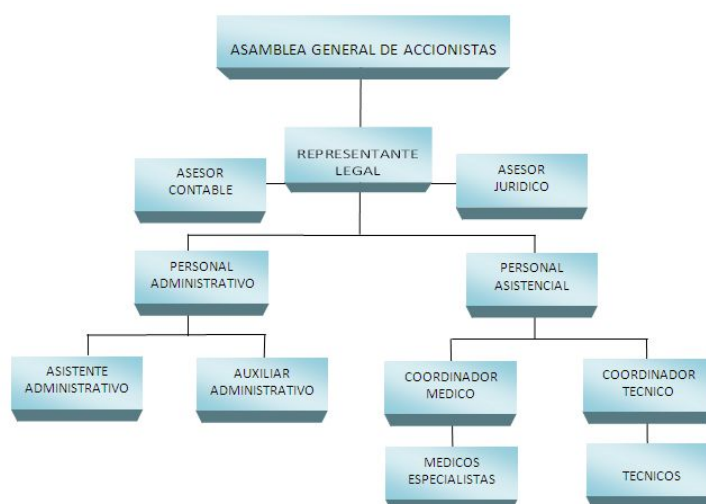 ASAMBLEA GENERAL DE ACCIONISTAS
REPRESENTANTE
LEGAL
ASESOR
CONTABLE
ASESOR
JURIDICO
PERSONAL
ADMINISTRATIVO
PERSONAL
ASISTENCIAL
ASISTENTE
ADMINISTRATIVO
AUXILIAR
ADMINISTRATIVO
COORDINADOR
MEDICO
COORDINADOR
TECNICO
MEDICOS
ESPECIALISTAS
TECNICOS